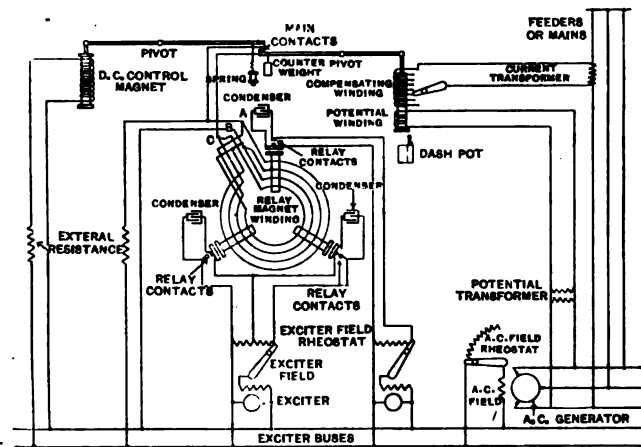 MAIN
CONTACTS
FEEDERS
OR MAINS
PIVOT
COUNTER PIVOT
WEIGHT
CURRENT
TRANSFORMER
D.C. CONTROL
MAGNET
SPRING
COMPENSATING
WINDING
CONDENSER
POTENTIAL
WINDING
A
B
C
RELAY
CONTACTS
DASH POT
CONDENSER
CONDENSER
RELAY
MAGNET
WINDING
EXTERAL
RESISTANCE
RELAY
CONTACTS
RELAY
CONTACTS
POTENTIAL
TRANSFORMER
EXCITER FIELD
RHEOSTAT
A.C. FIELD
RHEOSTAT
EXCITER
FIELD
A.C.
FIELD
EXCITER
A.C. GENERATOR
EXCITER BUSES